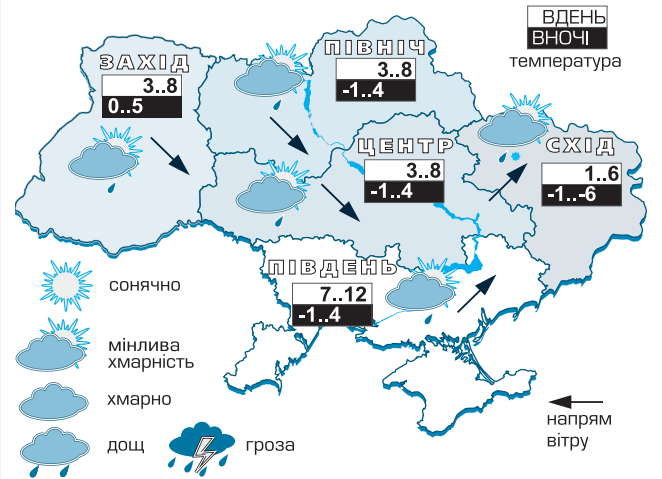 ВДЕНЬ
ВНОЧІ
температура
ЗАХІД
3..8
0..5
ПІВНІЧ
3..8
-1..4
ЦЕНТР
3..8
-1..4
СХІД
1..6
-1..-6
ПІВДЕНЬ
7..12
-1..4
сонячно
мінлива
хмарність
хмарно
дощ
гроза
напрям
вітру